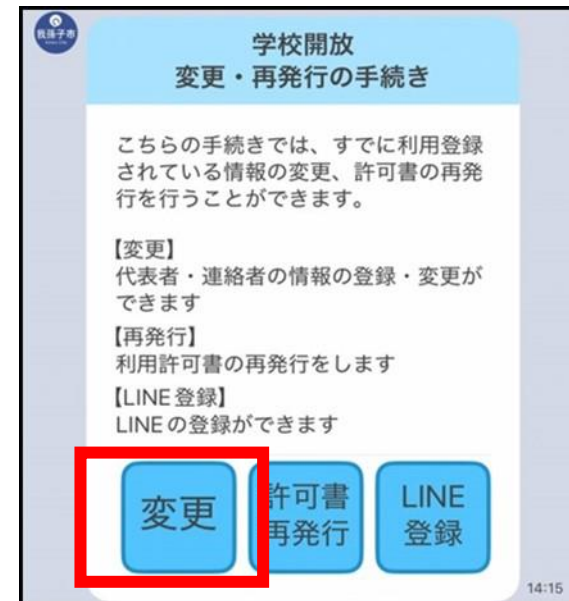 我孫子市
学校開放
変更・再発行の手続き
こちらの手続きでは、すでに利用登録
されている情報の変更、許可書の再発
行を行うことができます。
【変更】
代表者・連絡者の情報の登録・変更が
できます
【再発行】
利用許可書の再発行をします
【LINE登録】
LINEの登録ができます
変更
許可書
再発行
LINE
登録
14:15